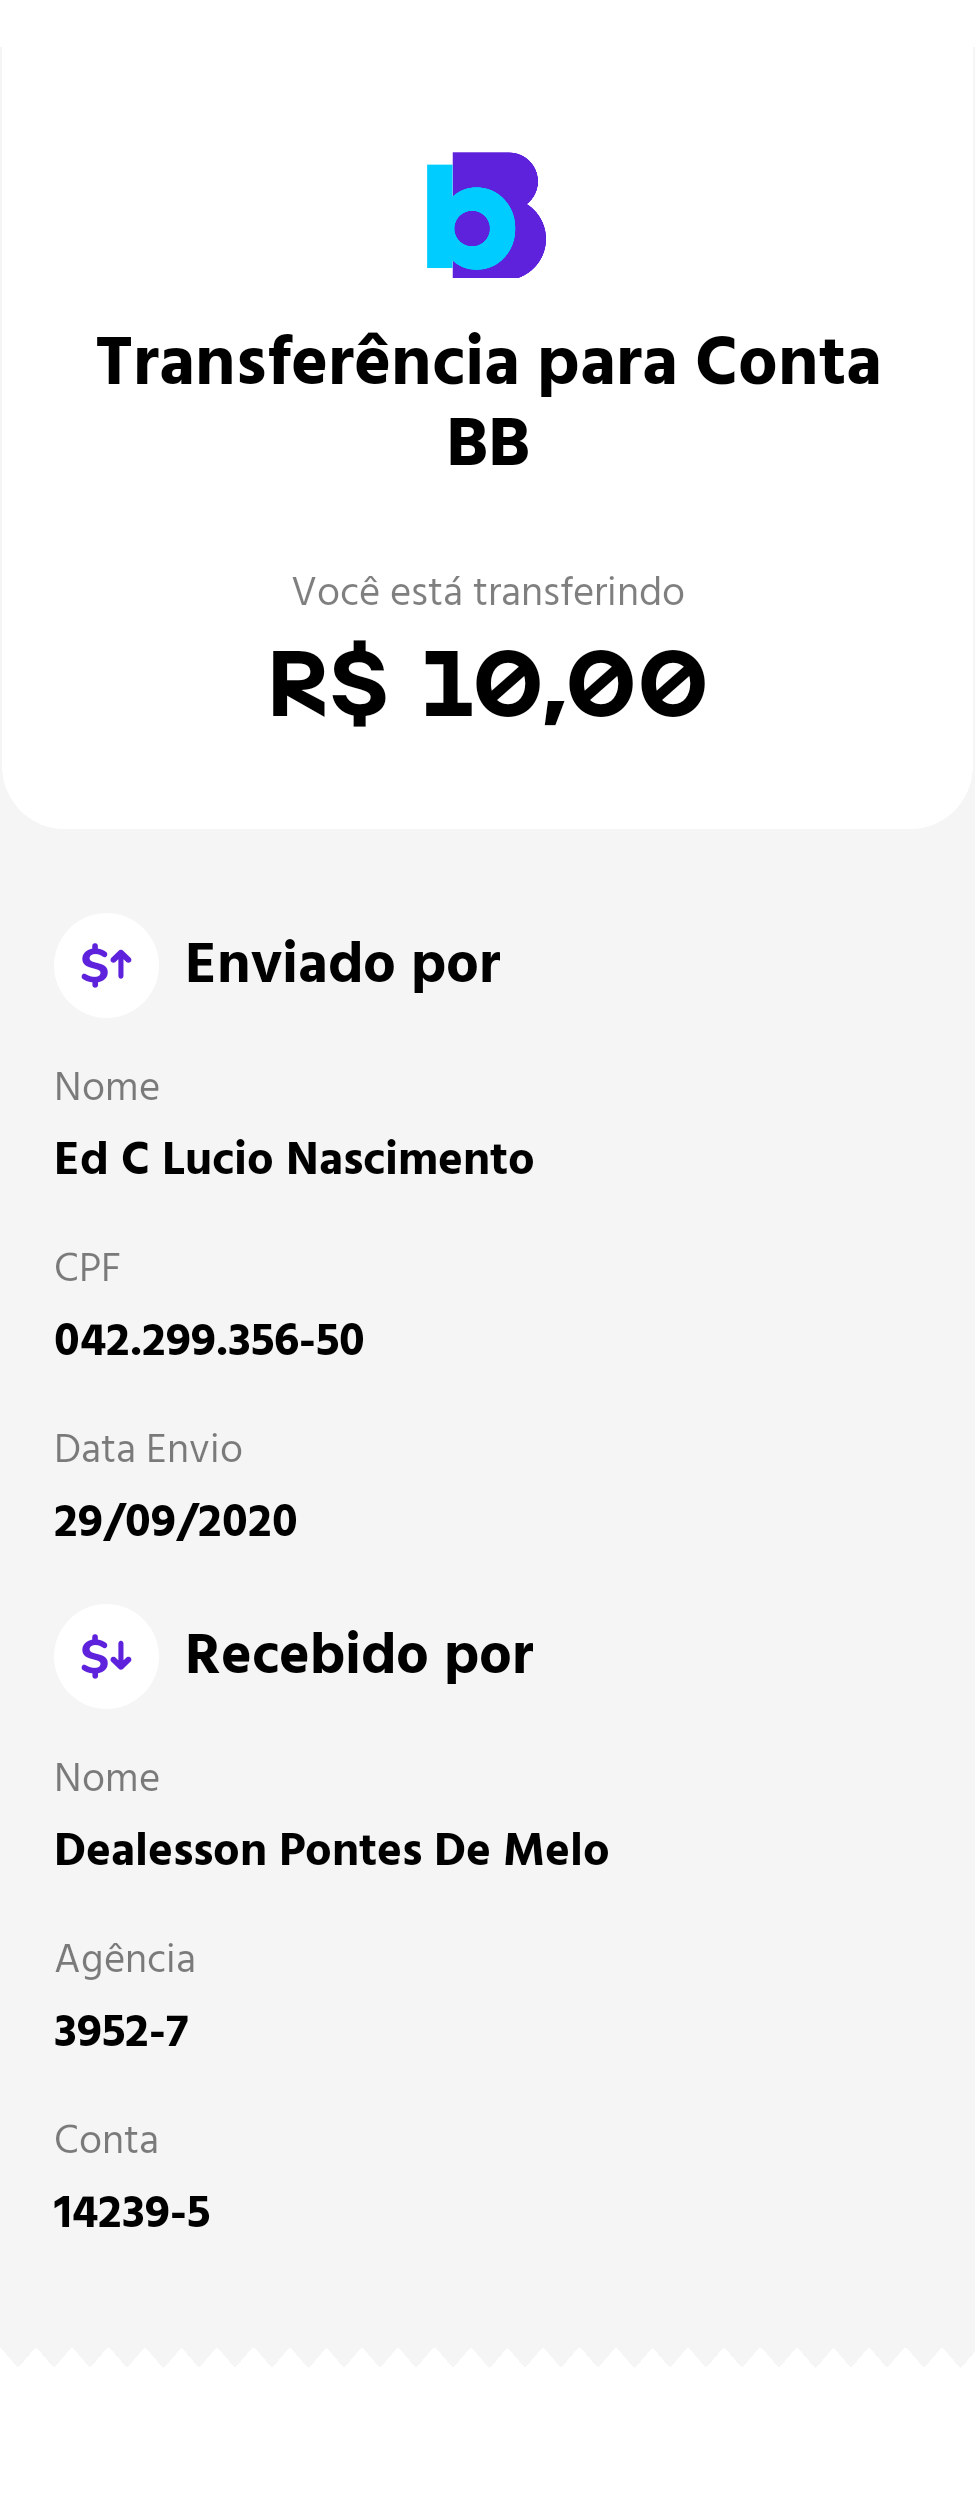 Transferência para Conta
BB
Você está transferindo
R$ 10,00
Enviado por
Nome
Ed C Lucio Nascimento
CPF
042.299.356-50
Data Envio
29/09/2020
Recebido por
Nome
Dealesson Pontes De Melo
Agência
3952-7
Conta
14239-5